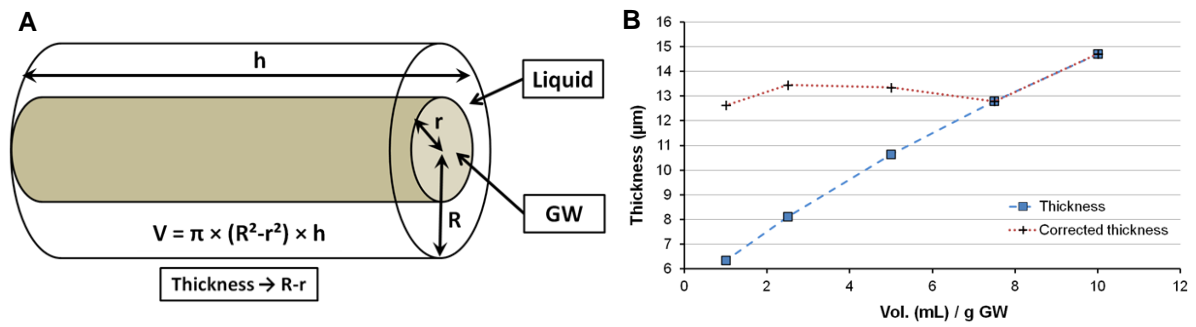 A
h
Liquid
r
GW
R
V = π × (R²-r²) × h
Thickness → R-r
B
16
15
14
13
12
11
10
9
8
7
6
Thickness (µm)
Thickness
Corrected thickness
0
2
4
6
8
10
12
Vol. (mL) / g GW